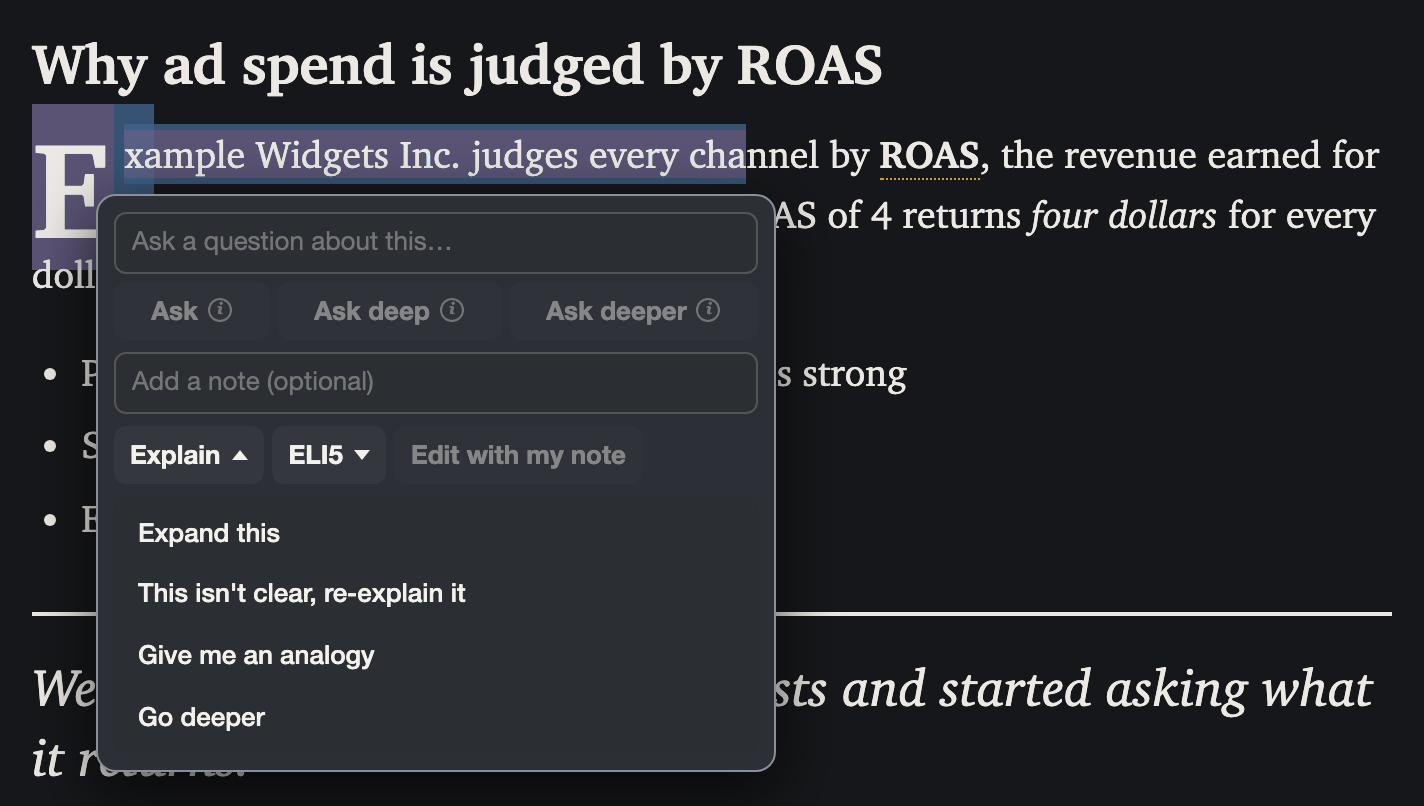 Why ad spend is judged by ROAS
Example Widgets Inc. judges every channel by ROAS, the revenue earned for
AS of 4 returns four dollars for every
doll
Ask a question about this…
Ask
Ask deep
Ask deeper
s strong
Add a note (optional)
Explain
ELI5
Edit with my note
Expand this
This isn't clear, re-explain it
Give me an analogy
Go deeper
We
sts and started asking what
it returns.